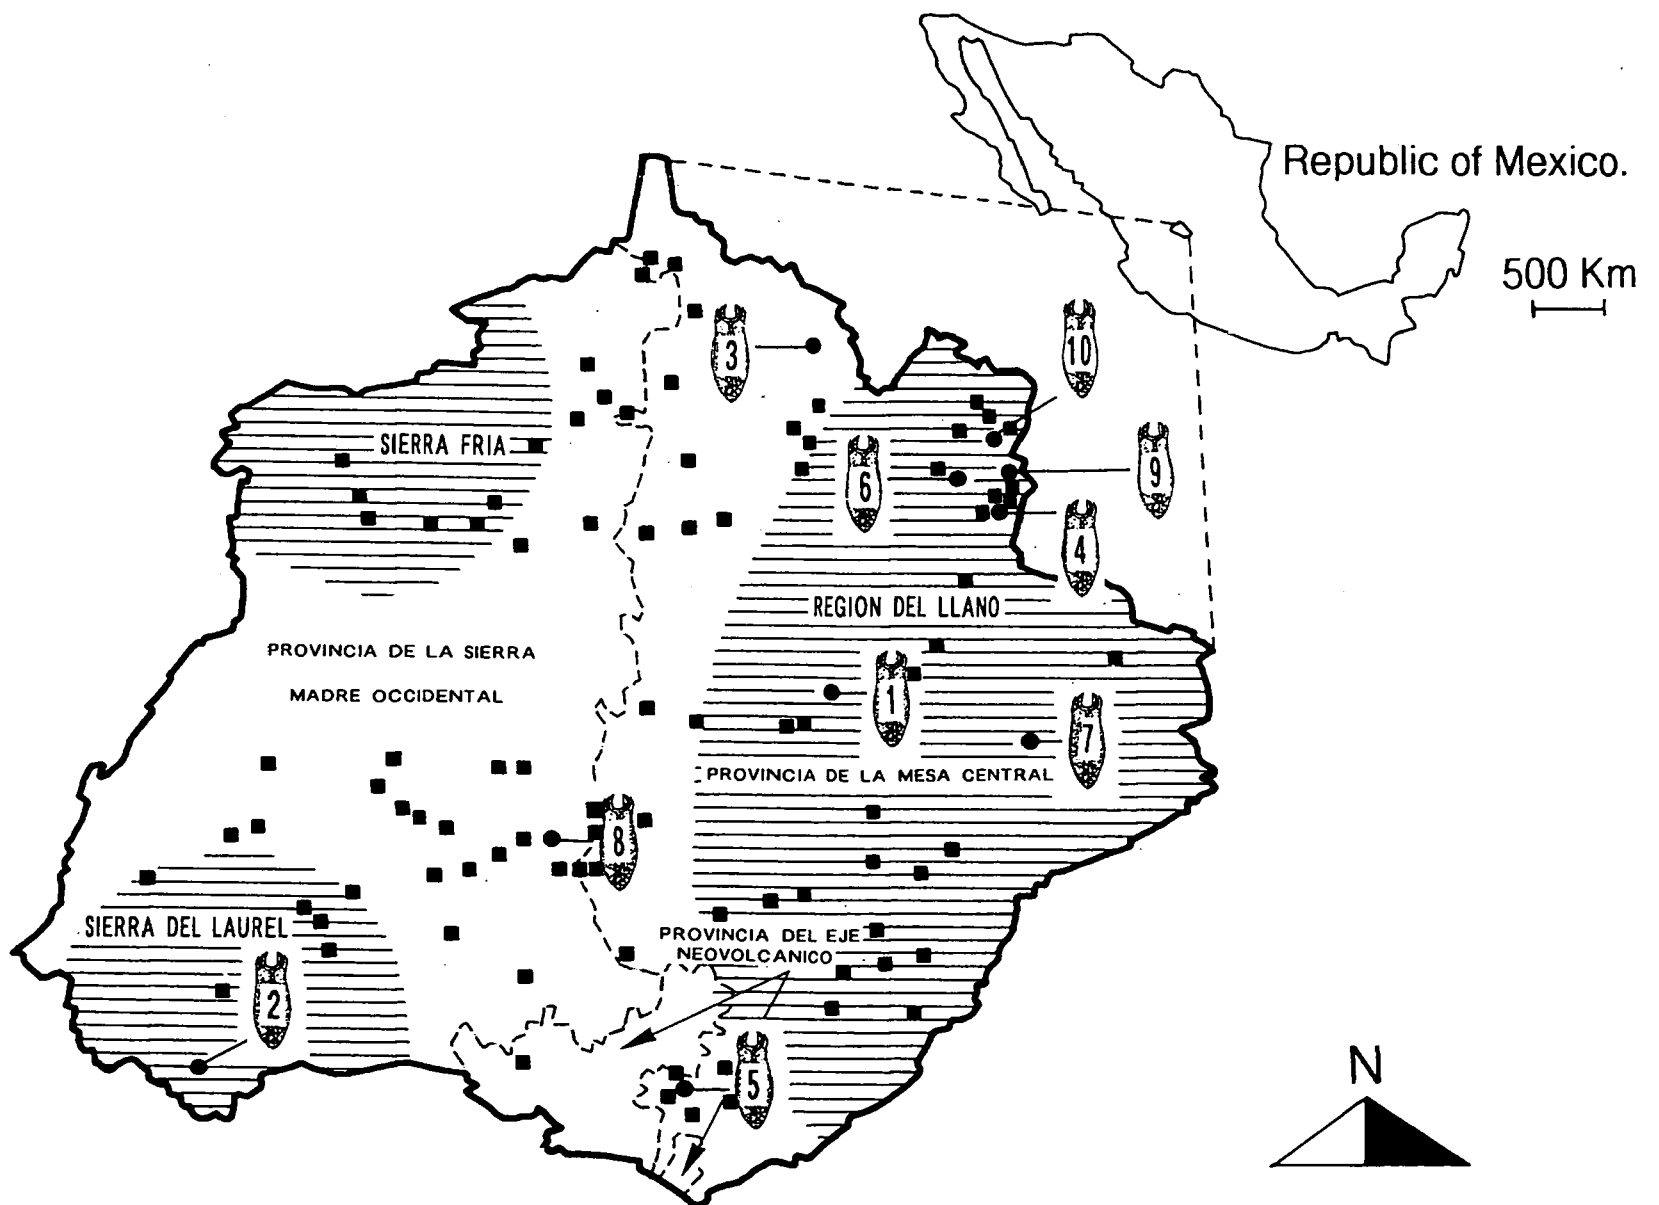 Republic of Mexico.
500 Km
3
10
SIERRA FRIA
9
6
4
REGION DEL LLANO
PROVINCIA DE LA SIERRA
MADRE OCCIDENTAL
1
7
PROVINCIA DE LA MESA CENTRAL
8
SIERRA DEL LAUREL
PROVINCIA DEL EJE
NEOVOLCANICO
2
5
N